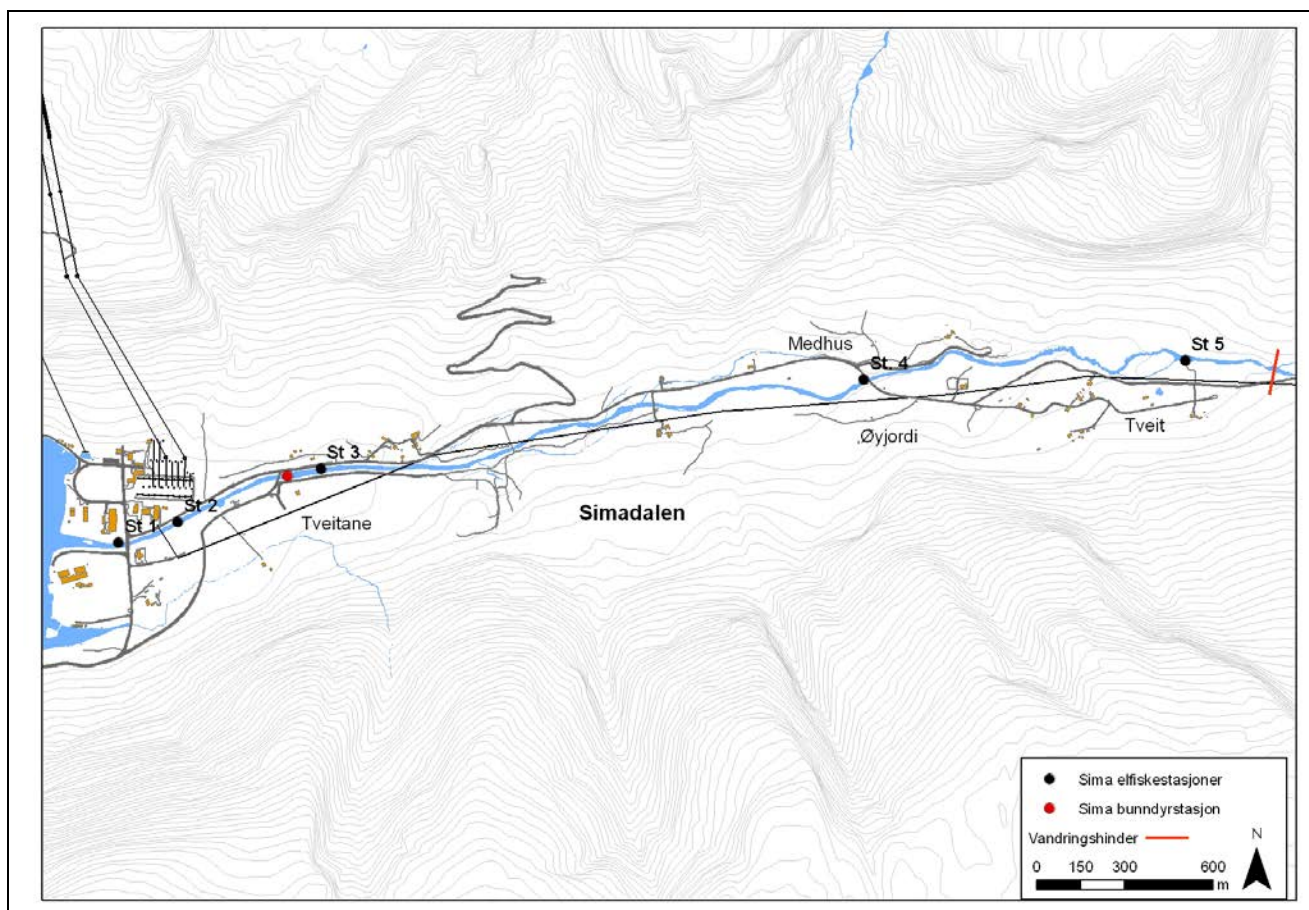 Medhus
St 5
St. 4
Øyjordi
Tveit
St 3
Simadalen
Tveitane
St 2
St 1
Sima elfiskestasjoner
Sima bunndyrstasjon
Vandringshinder
N
0 150 300 600
m